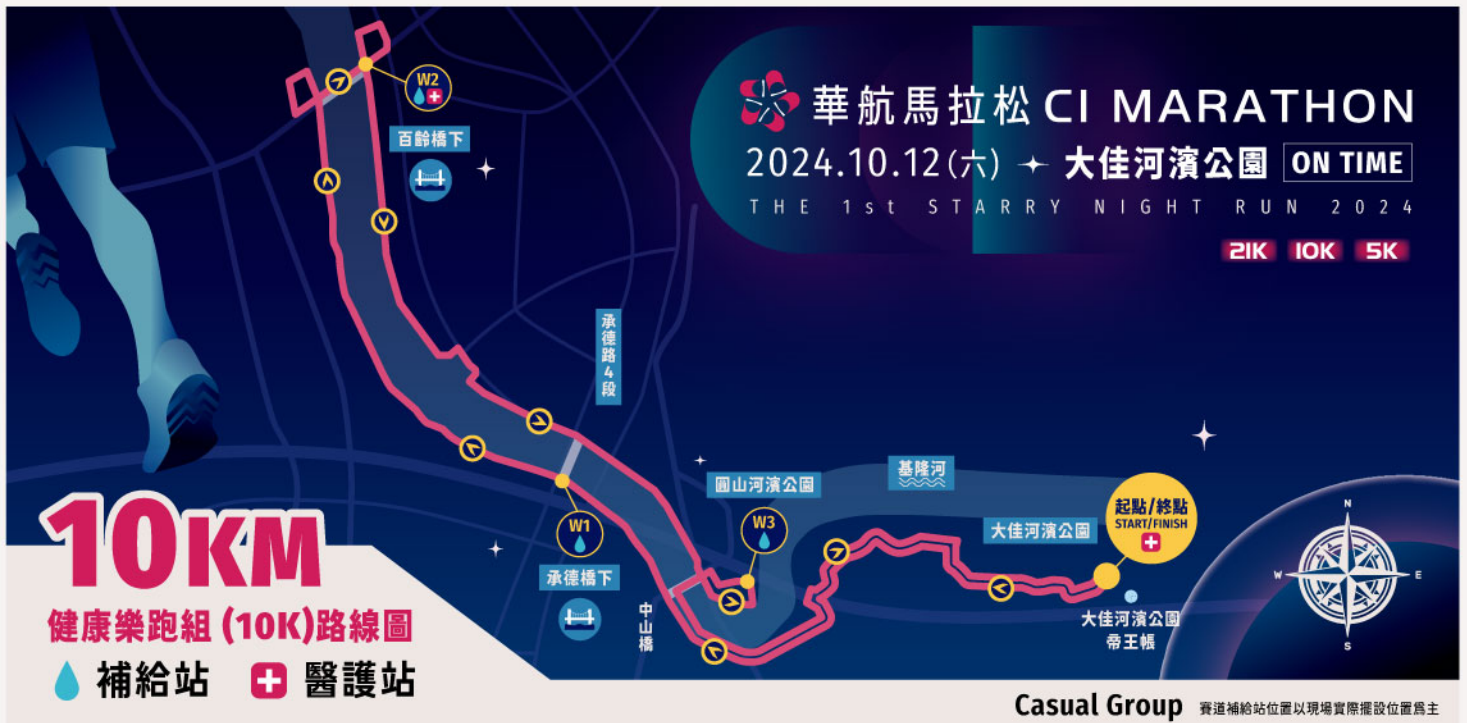 華航馬拉松 CI MARATHON
2024.10.12(六) 大佳河濱公園 ON TIME
THE 1st STARRY NIGHT RUN 2024
21K 10K 5K
W2
百齡橋下
承德路4段
基隆河
圓山河濱公園
起點/終點
START/FINISH
大佳河濱公園
W1
W3
承德橋下
中山橋
大佳河濱公園
帝王帳
N
W
E
S
10KM
健康樂跑組 (10K)路線圖
補給站 醫護站
Casual Group 賽道補給站位置以現場實際擺設位置為主